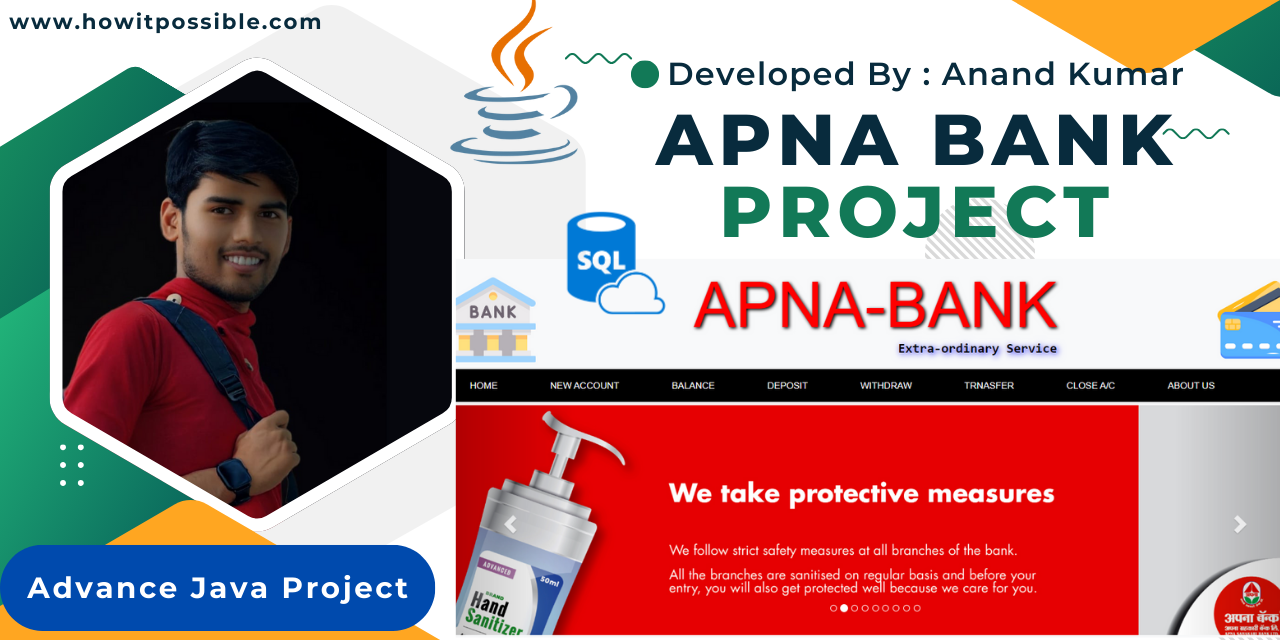 www.howitpossible.com
Developed By : Anand Kumar
APNA BANK
PROJECT
SQL
BANK
APNA-BANK
Extra-ordinary Service
HOME NEW ACCOUNT BALANCE DEPOSIT WITHDRAW TRNASFER CLOSE A/C ABOUT US
We take protective measures
We follow strict safety measures at all branches of the bank.
All the branches are sanitised on regular basis and before your
entry, you will also get protected well because we care for you.
ADVANCED
50ml
Hand
Sanitizer
अपना बैंक
Advance Java Project